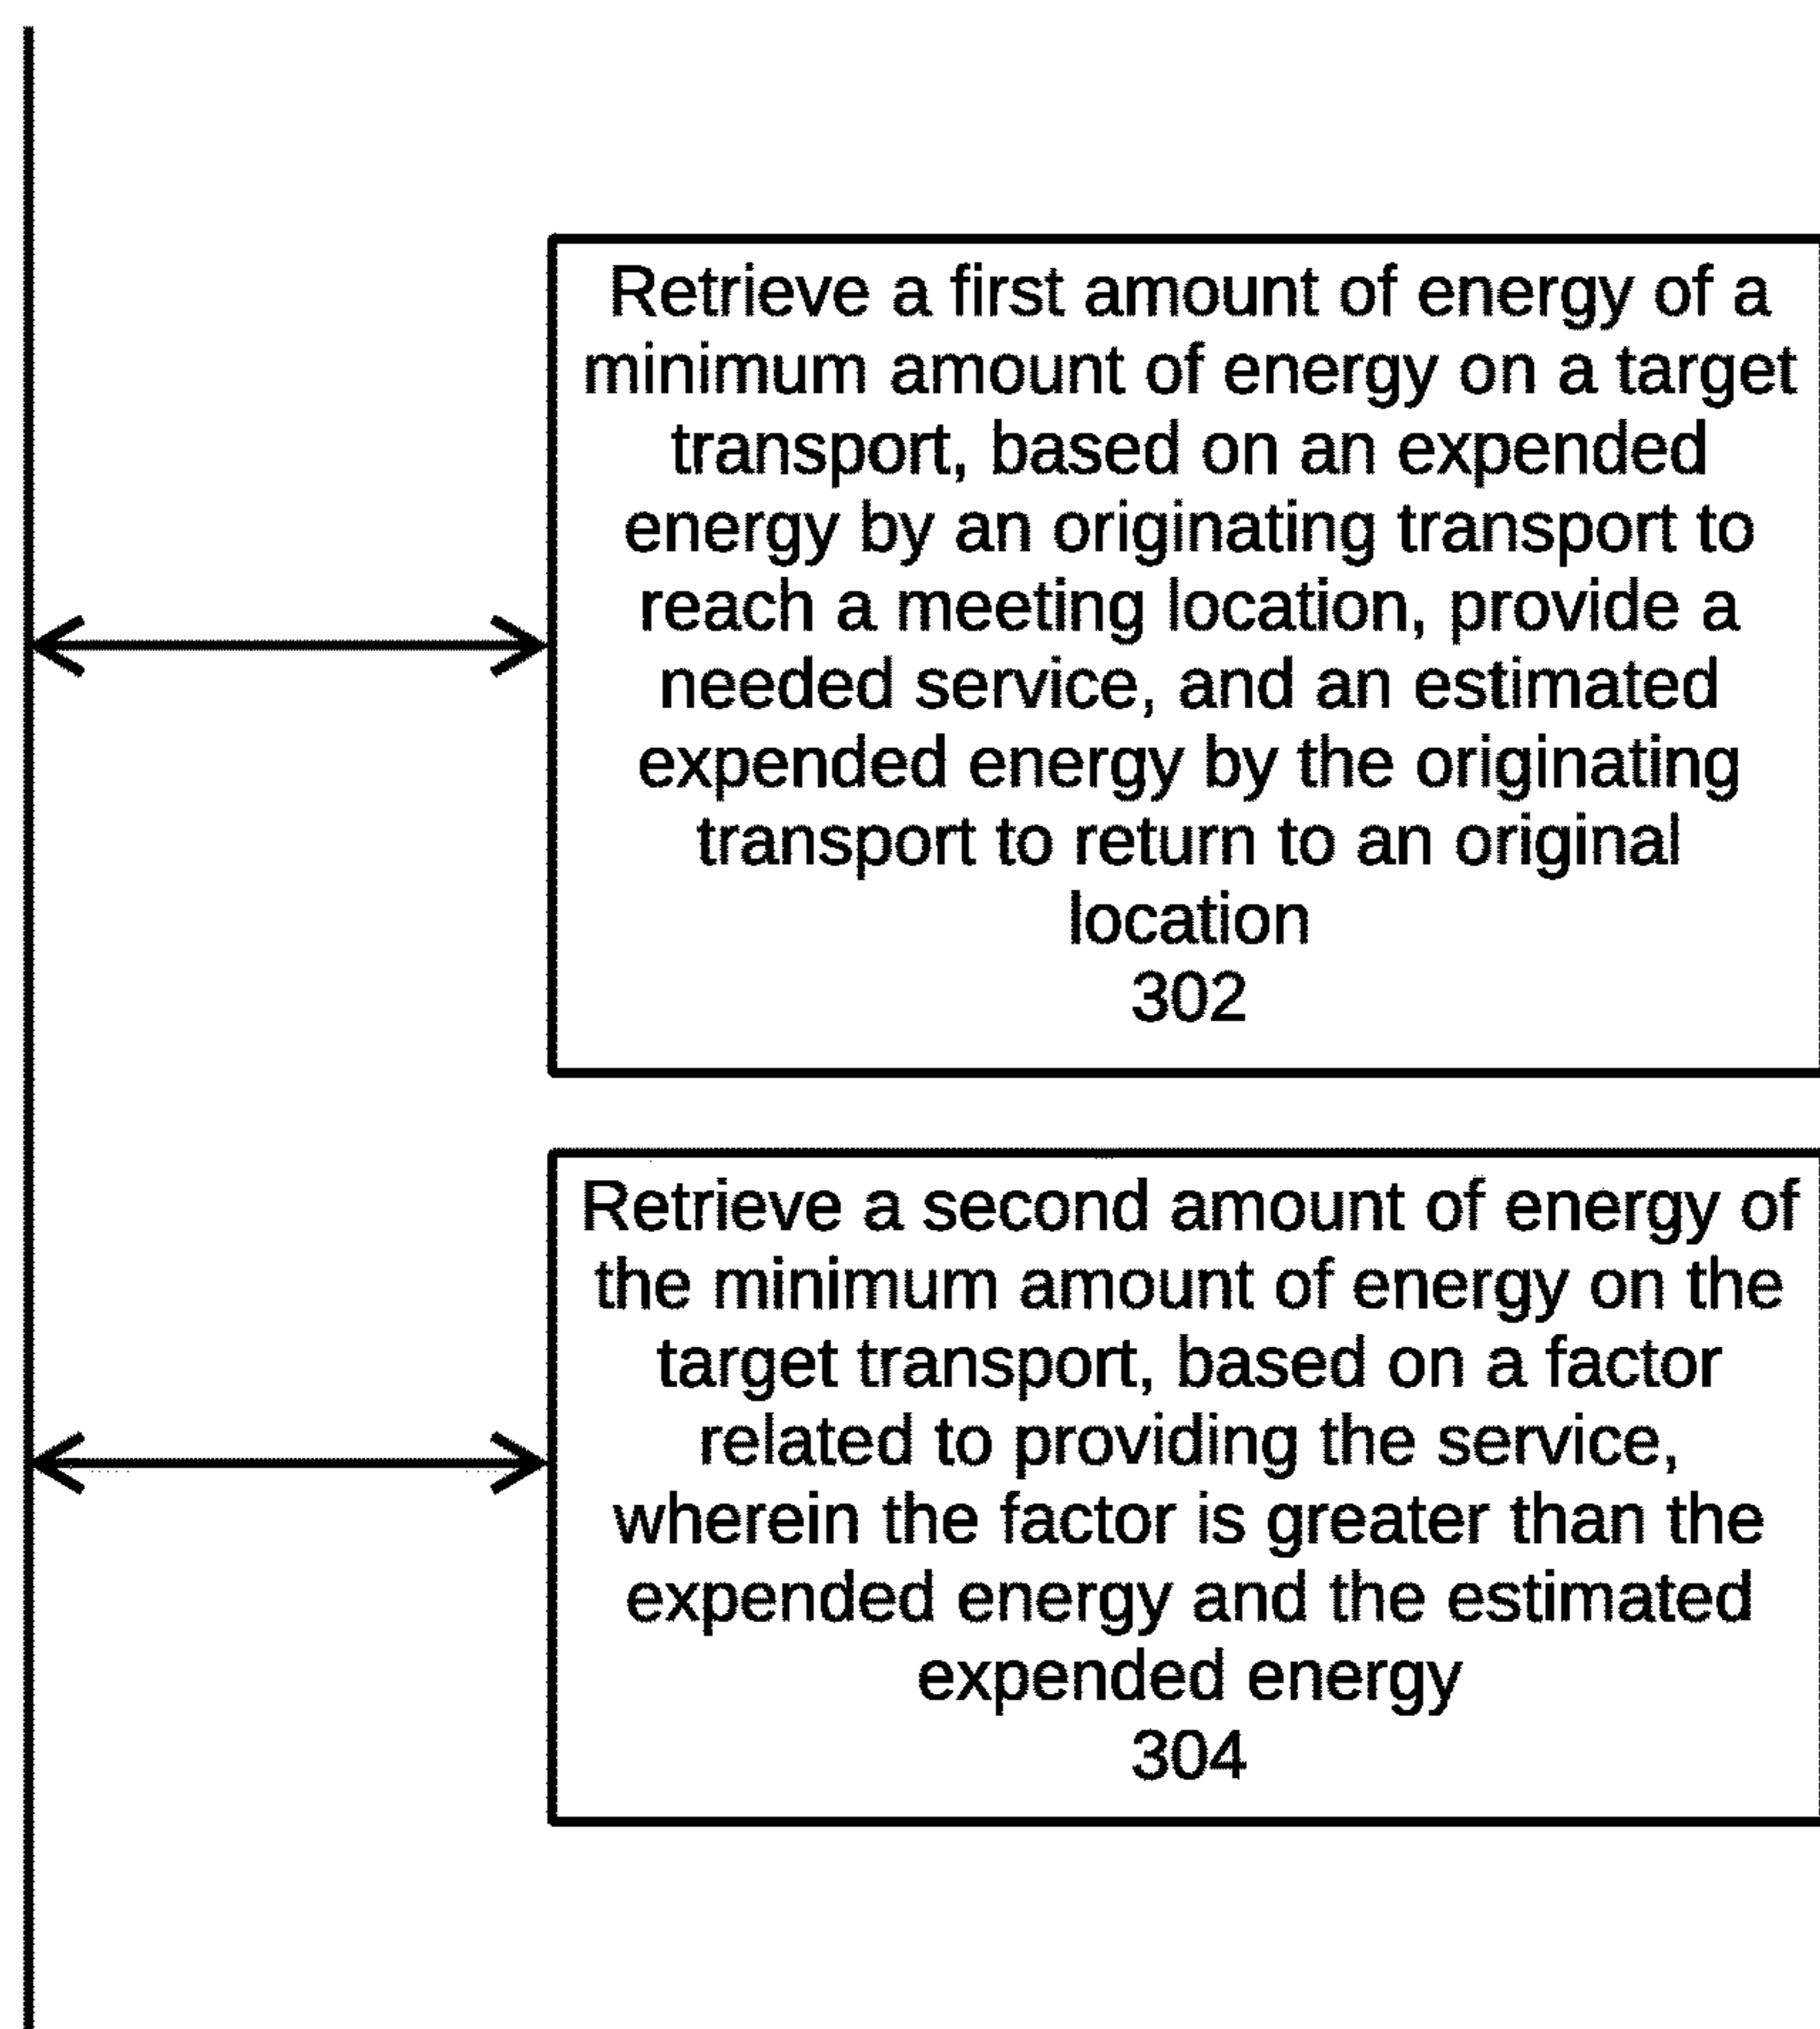 Retrieve a first amount of energy of a
minimum amount of energy on a target
transport, based on an expended
energy by an originating transport to
reach a meeting location, provide a
needed service, and an estimated
expended energy by the originating
transport to return to an original
location
302
Retrieve a second amount of energy of
the minimum amount of energy on the
target transport, based on a factor
related to providing the service,
wherein the factor is greater than the
expended energy and the estimated
expended energy
304